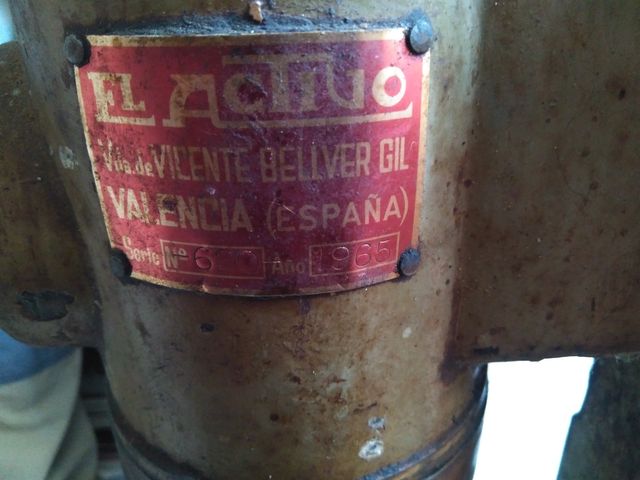 EL ACTIVO
Vda. de VICENTE BELLVER GIL
VALENCIA (ESPAÑA)
Serie Nº Año 1965